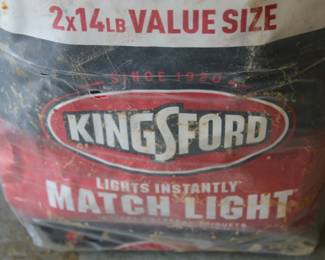 2x14LB VALUE SIZE
SINCE 1920
KINGSFORD
LIGHTS INSTANTLY
MATCH LIGHT